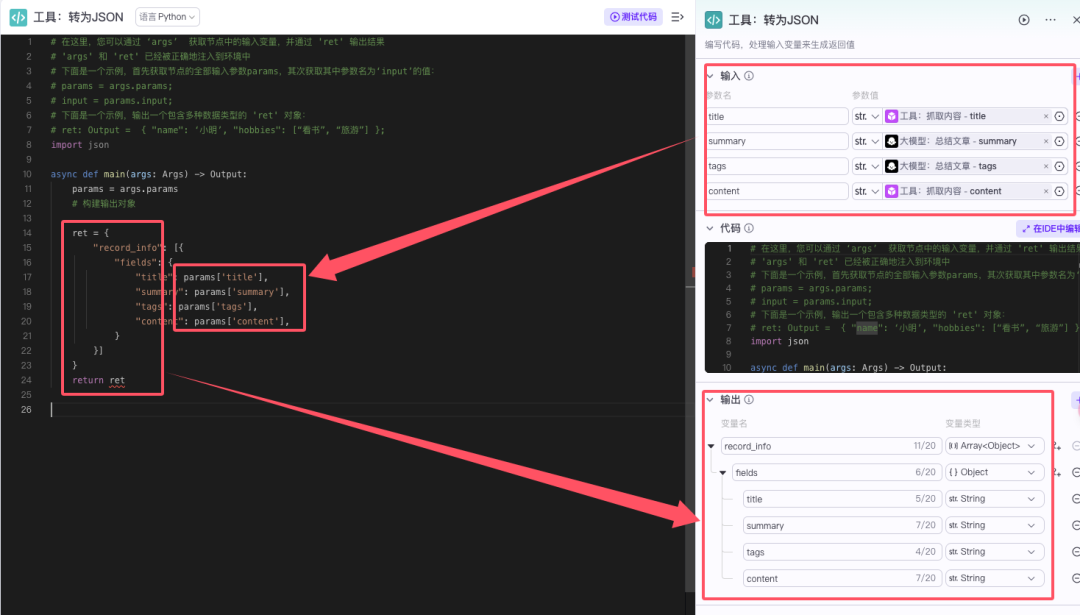 工具：转为JSON
语言 Python
测试代码
1 # 在这里，您可以通过 'args'  获取节点中的输入变量，并通过 'ret' 输出结果
2 # 'args' 和 'ret' 已经被正确地注入到环境中
3 # 下面是一个示例，首先获取节点的全部输入参数params，其次获取其中参数名为'input'的值：
4 # params = args.params;
5 # input = params.input;
6 # 下面是一个示例，输出一个包含多种数据类型的 'ret' 对象：
7 # ret: Output =  { "name": '小明', "hobbies": ["看书", "旅游"] };
8 import json
9
10 async def main(args: Args) -> Output:
11 params = args.params
12 # 构建输出对象
13
14 ret = {
15 "record_info": [{
16 "fields": {
17 "title": params['title'],
18 "summary": params['summary'],
19 "tags": params['tags'],
20 "content": params['content'],
21 }
22 }]
23 }
24 return ret
25
26
工具：转为JSON
编写代码，处理输入变量来生成返回值
输入
参数名 参数值
title str. 工具：抓取内容 - title
summary str. 大模型：总结文章 - summary
tags str. 大模型：总结文章 - tags
content str. 工具：抓取内容 - content
代码
在IDE中编辑
1 # 在这里，您可以通过 'args'  获取节点中的输入变量，并通过 'ret' 输出结果
2 # 'args' 和 'ret' 已经被正确地注入到环境中
3 # 下面是一个示例，首先获取节点的全部输入参数params，其次获取其中参数名为'
4 # params = args.params;
5 # input = params.input;
6 # 下面是一个示例，输出一个包含多种数据类型的 'ret' 对象：
7 # ret: Output =  { "name": '小明', "hobbies": ["看书", "旅游"] }
8 import json
9
10 async def main(args: Args) -> Output:
输出
变量名 变量类型
record_info 11/20 Array<Object>
fields 6/20 Object
title 5/20 str. String
summary 7/20 str. String
tags 4/20 str. String
content 7/20 str. String